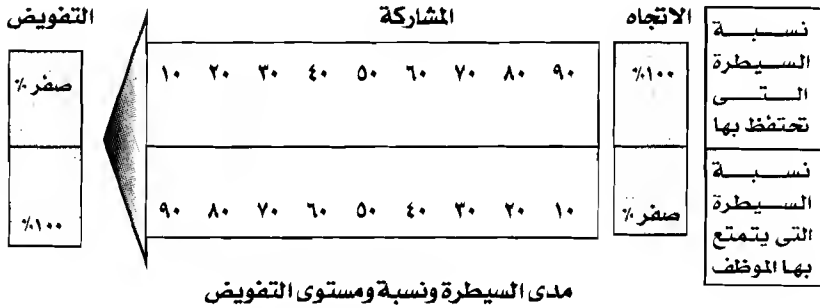 الاتجاه المشاركة التفويض
نسبة السيطرة التى تحتفظ بها
٪١٠٠ ٩٠ ٨٠ ٧٠ ٦٠ ٥٠ ٤٠ ٣٠ ٢٠ ١٠ صفر٪
نسبة السيطرة التى يتمتع بها الموظف
صفر٪ ١٠ ٢٠ ٣٠ ٤٠ ٥٠ ٦٠ ٧٠ ٨٠ ٩٠ ٪١٠٠
مدى السيطرة ونسبة ومستوى التفويض